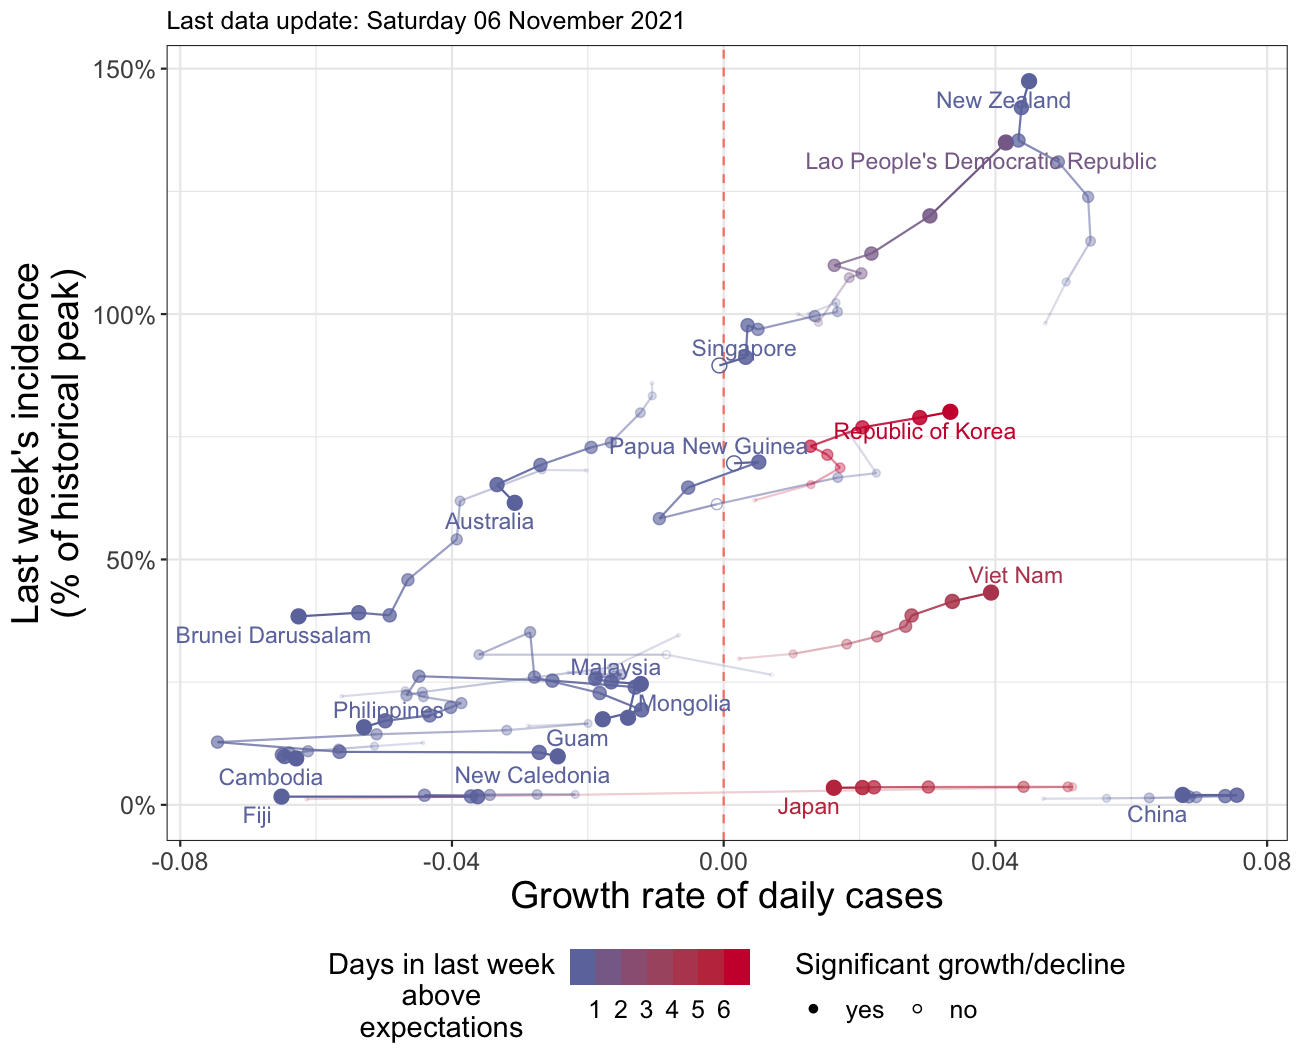 Last data update: Saturday 06 November 2021
Last week's incidence
(% of historical peak)
150%
100%
50%
0%
New Zealand
Lao People's Democratic Republic
Singapore
Republic of Korea
Papua New Guinea
Australia
Viet Nam
Brunei Darussalam
Malaysia
Mongolia
Philippines
Guam
Cambodia
New Caledonia
Japan
China
Fiji
-0.08
-0.04
0.00
0.04
0.08
Growth rate of daily cases
Days in last week
above
expectations
1 2 3 4 5 6
Significant growth/decline
yes
no